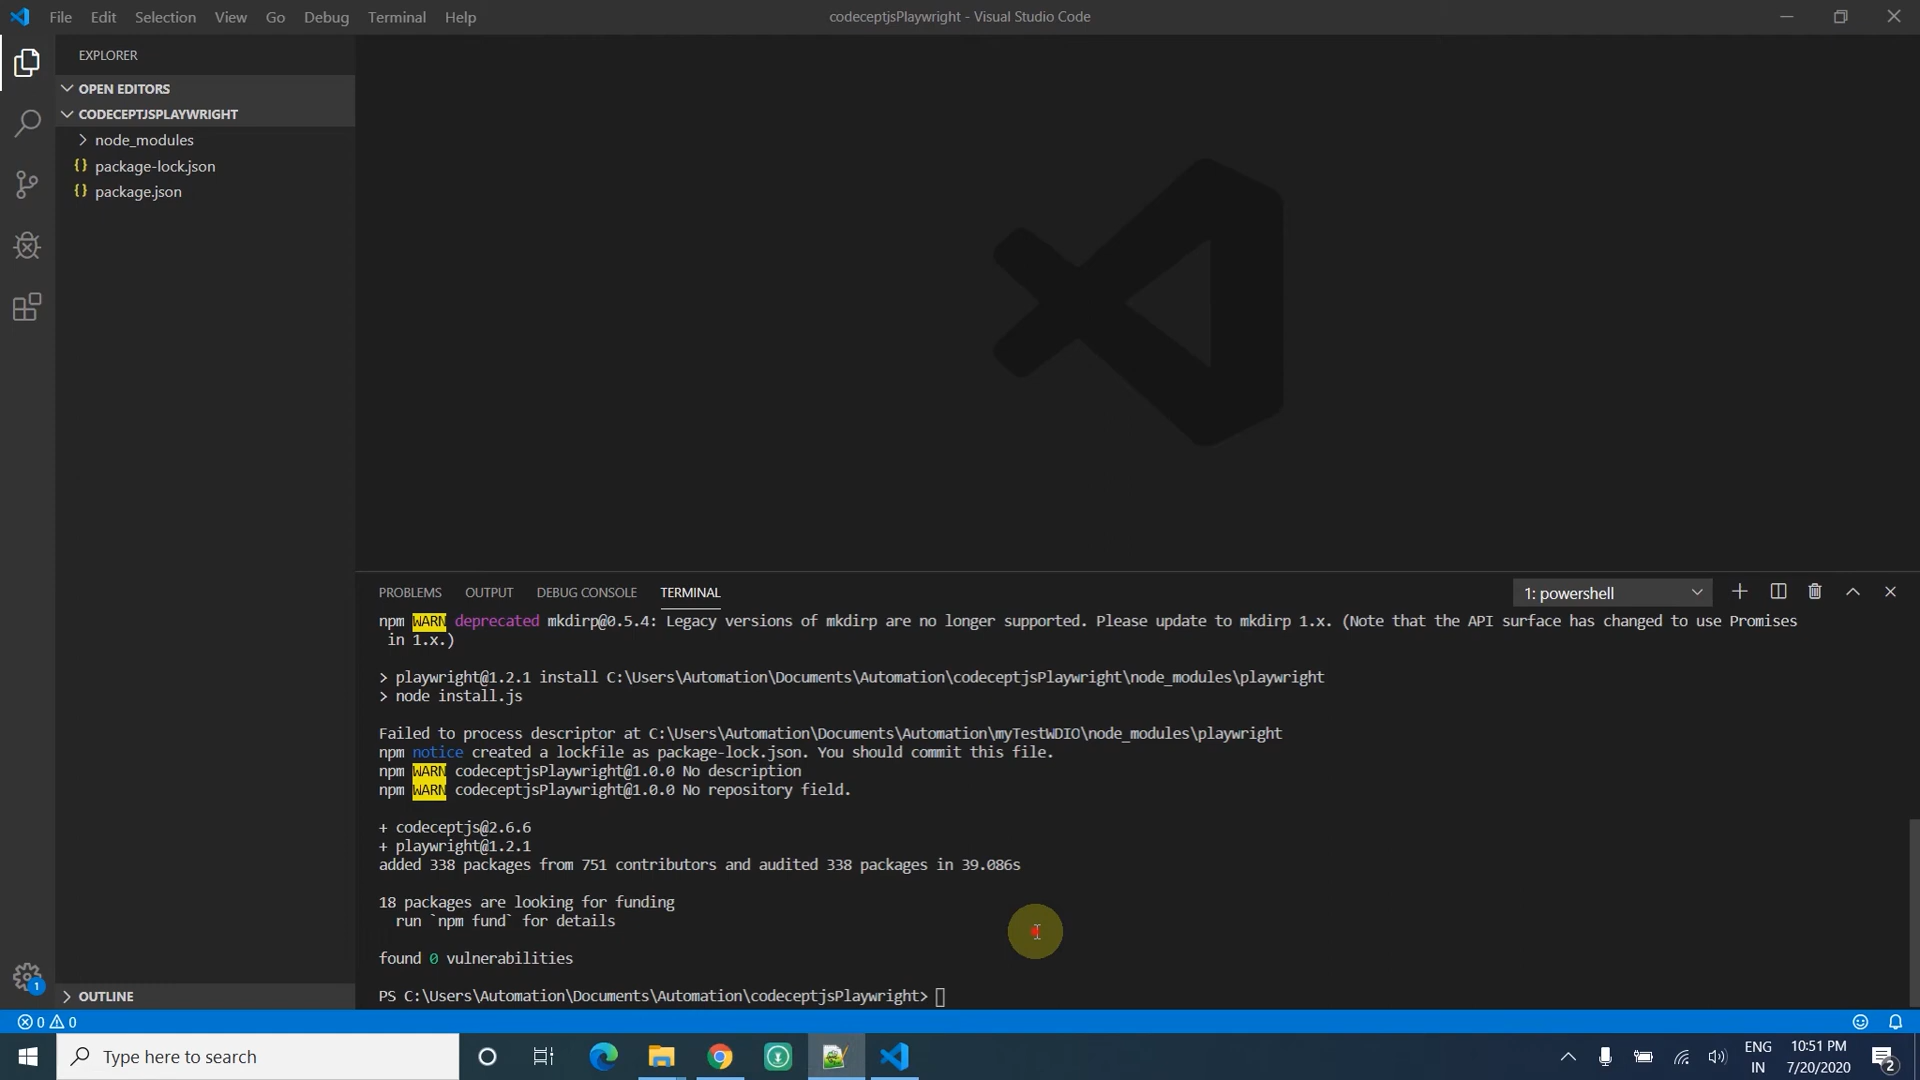 File Edit Selection View Go Debug Terminal Help
codeceptjsPlaywright - Visual Studio Code
EXPLORER
OPEN EDITORS
CODECEPTJSPLAYWRIGHT
node_modules
{} package-lock.json
{} package.json
OUTLINE
PROBLEMS OUTPUT DEBUG CONSOLE TERMINAL
1: powershell
npm WARN deprecated mkdirp@0.5.4: Legacy versions of mkdirp are no longer supported. Please update to mkdirp 1.x. (Note that the API surface has changed to use Promises
in 1.x.)
> playwright@1.2.1 install C:\Users\Automation\Documents\Automation\codeceptjsPlaywright\node_modules\playwright
> node install.js
Failed to process descriptor at C:\Users\Automation\Documents\Automation\myTestWDIO\node_modules\playwright
npm notice created a lockfile as package-lock.json. You should commit this file.
npm WARN codeceptjsPlaywright@1.0.0 No description
npm WARN codeceptjsPlaywright@1.0.0 No repository field.
+ codeceptjs@2.6.6
+ playwright@1.2.1
added 338 packages from 751 contributors and audited 338 packages in 39.086s
18 packages are looking for funding
run `npm fund` for details
found 0 vulnerabilities
PS C:\Users\Automation\Documents\Automation\codeceptjsPlaywright>
1
0 0
Type here to search
ENG
IN
10:51 PM
7/20/2020
2